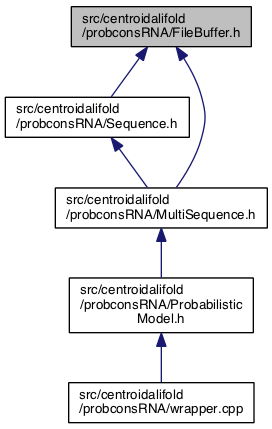 src/centroidalifold
/probconsRNA/FileBuffer.h
src/centroidalifold
/probconsRNA/Sequence.h
src/centroidalifold
/probconsRNA/MultiSequence.h
src/centroidalifold
/probconsRNA/Probabilistic
Model.h
src/centroidalifold
/probconsRNA/wrapper.cpp